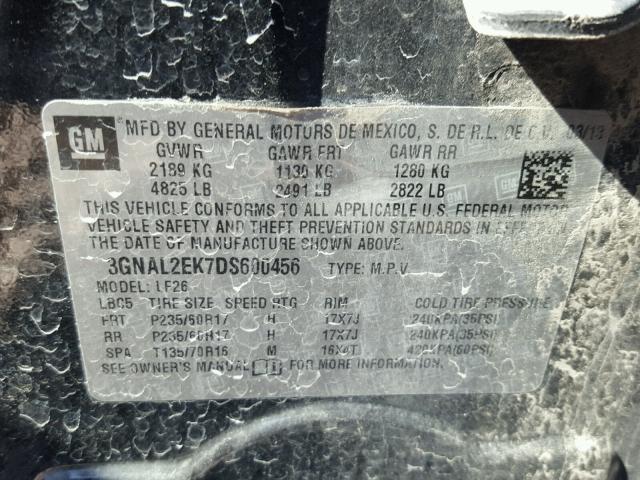 GM
MFD BY GENERAL MOTORS DE MEXICO, S. DE R.L. DE C.V. 03/13
GVWR GAWR FRT GAWR RR
2189 KG 1130 KG 1280 KG
4825 LB 2491 LB 2822 LB
THIS VEHICLE CONFORMS TO ALL APPLICABLE U.S. FEDERAL MOTOR
VEHICLE SAFETY AND THEFT PREVENTION STANDARDS IN EFFECT ON
THE DATE OF MANUFACTURE SHOWN ABOVE.
3GNAL2EK7DS600456 TYPE: M.P.V
MODEL: LF26
LBC5 TIRE SIZE SPEED RTG RIM COLD TIRE PRESSURE
FRT P235/60R17 H 17X7J 240KPA(35PSI)
RR P235/60R17 H 17X7J 240KPA(35PSI)
SPA T135/70R16 M 16X4T 420KPA(60PSI)
SEE OWNER'S MANUAL FOR MORE INFORMATION.